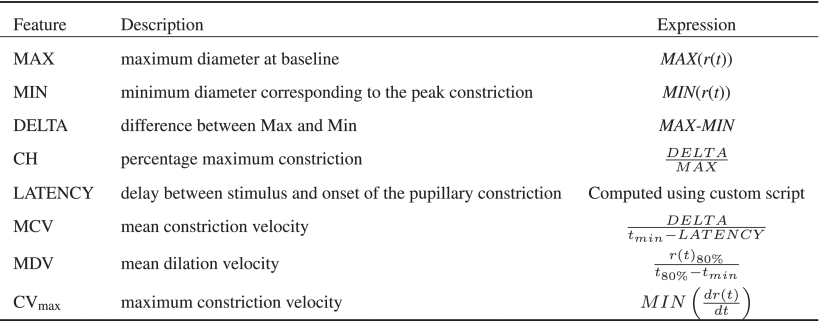 Feature Description Expression
MAX maximum diameter at baseline MAX(r(t))
MIN minimum diameter corresponding to the peak constriction MIN(r(t))
DELTA difference between Max and Min MAX-MIN
CH percentage maximum constriction \frac{DELTA}{MAX}
LATENCY delay between stimulus and onset of the pupillary constriction Computed using custom script
MCV mean constriction velocity \frac{DELTA}{t_{min}-LATENCY}
MDV mean dilation velocity \frac{r(t)_{80\%}}{t_{80\%}-t_{min}}
CV_{max} maximum constriction velocity MIN\left(\frac{dr(t)}{dt}\right)